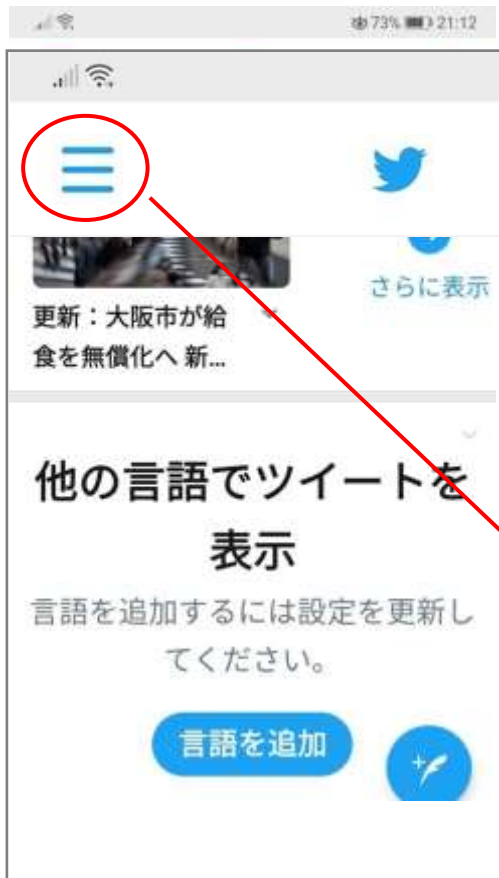 73% 21:12
さらに表示
更新：大阪市が給
食を無償化へ 新...
他の言語でツイートを
表示
言語を追加するには設定を更新し
てください。
言語を追加